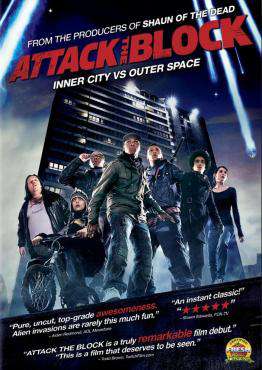 FROM THE PRODUCERS OF SHAUN OF THE DEAD
ATTACK THE BLOCK
INNER CITY VS OUTER SPACE
"Pure, uncut, top-grade awesomeness.
Alien invasions are rarely this much fun."
"An instant classic!"
"★★★★★"
"ATTACK THE BLOCK is a truly remarkable film debut."
"This is a film that deserves to be seen."
FRESH